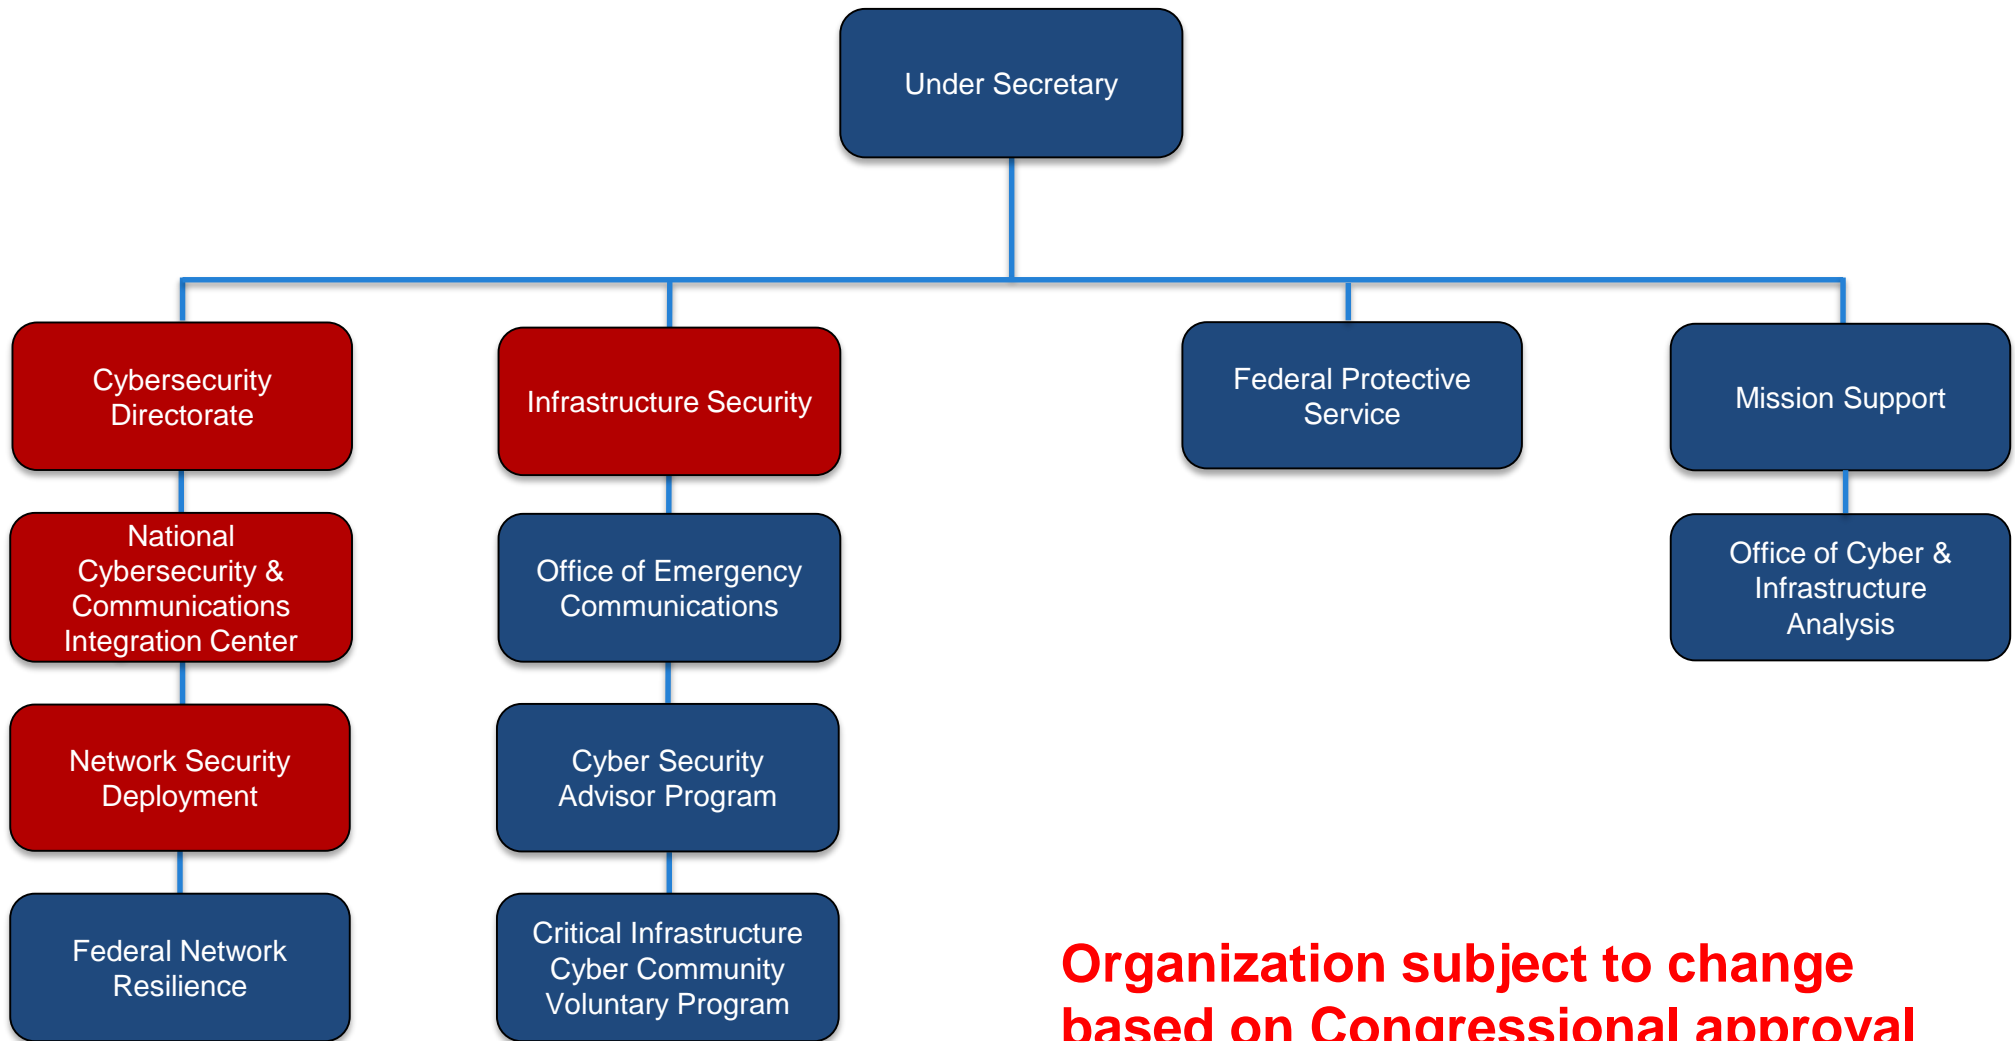 Under Secretary
Cybersecurity
Directorate
Infrastructure Security
Federal Protective
Service
Mission Support
National
Cybersecurity &
Communications
Integration Center
Office of Emergency
Communications
Office of Cyber &
Infrastructure
Analysis
Network Security
Deployment
Cyber Security
Advisor Program
Federal Network
Resilience
Critical Infrastructure
Cyber Community
Voluntary Program
Organization subject to change
based on Congressional approval